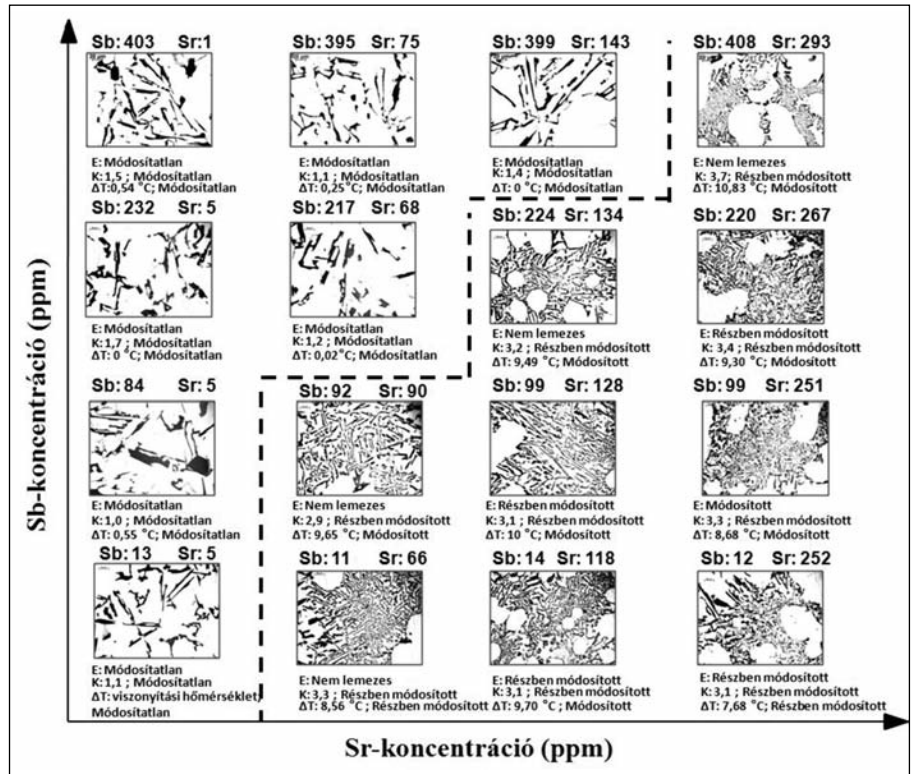 Sb-koncentráció (ppm)
Sb: 403 Sr: 1
E: Módosítatlan
K: 1,5 ; Módosítatlan
ΔT:0,54 °C; Módosítatlan
Sb: 395 Sr: 75
E: Módosítatlan
K: 1,1 ; Módosítatlan
ΔT: 0,25°C; Módosítatlan
Sb: 399 Sr: 143
E: Módosítatlan
K: 1,4 ; Módosítatlan
ΔT: 0 °C; Módosítatlan
Sb: 408 Sr: 293
E: Nem lemezes
K: 3,7; Részben módosított
ΔT: 10,83 °C; Módosított
Sb: 232 Sr: 5
E: Módosítatlan
K: 1,7 ; Módosítatlan
ΔT: 0 °C; Módosítatlan
Sb: 217 Sr: 68
E: Módosítatlan
K: 1,2 ; Módosítatlan
ΔT: 0,02°C; Módosítatlan
Sb: 224 Sr: 134
E: Nem lemezes
K: 3,2 ; Részben módosított
ΔT: 9,49 °C; Módosított
Sb: 220 Sr: 267
E: Részben módosított
K: 3,4 ; Részben módosított
ΔT: 9,30 °C; Módosított
Sb: 84 Sr: 5
E: Módosítatlan
K: 1,0 ; Módosítatlan
ΔT: 0,55 °C; Módosítatlan
Sb: 92 Sr: 90
E: Nem lemezes
K: 2,9 ; Részben módosított
ΔT: 9,65 °C; Módosított
Sb: 99 Sr: 128
E: Részben módosított
K: 3,1 ; Részben módosított
ΔT: 10 °C; Módosított
Sb: 99 Sr: 251
E: Módosított
K: 3,3 ; Részben módosított
ΔT: 8,68 °C; Módosított
Sb: 13 Sr: 5
E: Módosítatlan
K: 1,1 ; Módosítatlan
ΔT: viszonyítási hőmérséklet;
Módosítatlan
Sb: 11 Sr: 66
E: Nem lemezes
K: 3,3 ; Részben módosított
ΔT: 8,56 °C ; Részben módosított
Sb: 14 Sr: 118
E: Részben módosított
K: 3,1 ; Részben módosított
ΔT: 9,70 °C ; Módosított
Sb: 12 Sr: 252
E: Részben módosított
K: 3,1 ; Részben módosított
ΔT: 7,68 °C; Részben módosított
Sr-koncentráció (ppm)